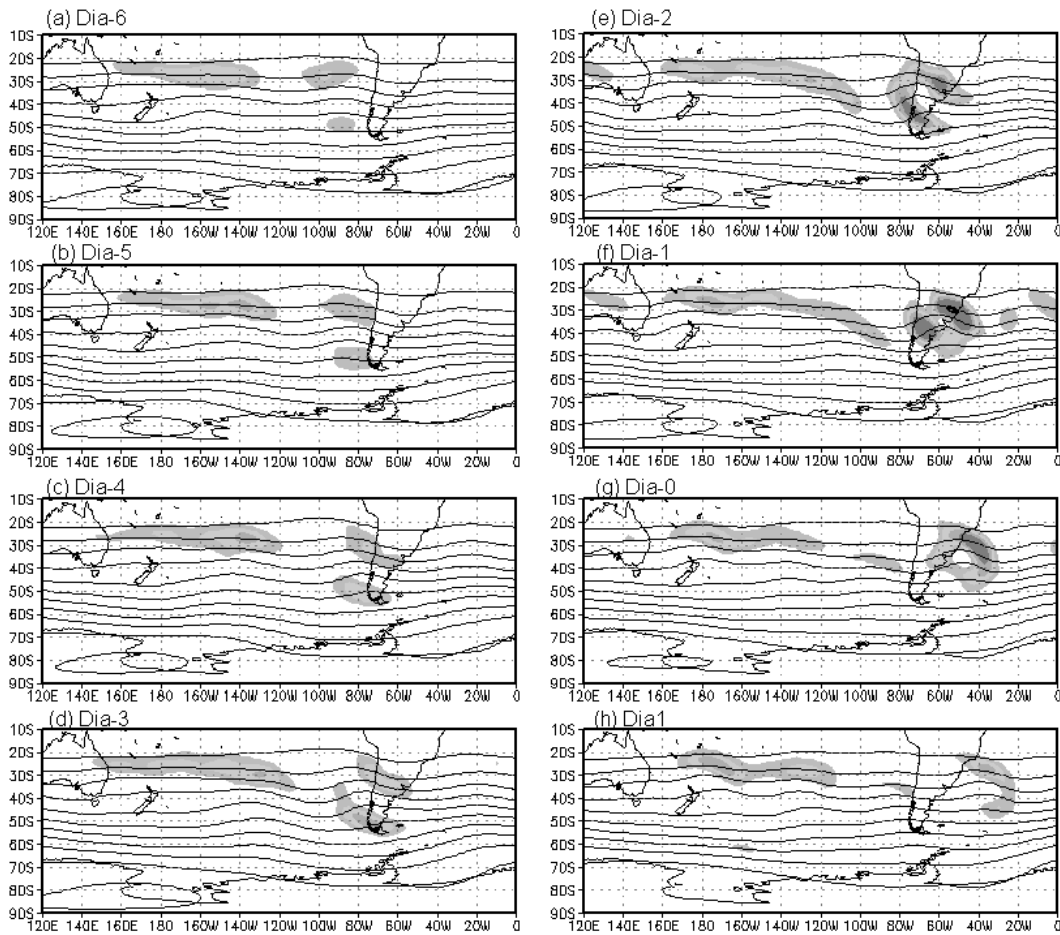 (a) Dia-6
10S
20S
30S
40S
50S
60S
70S
80S
90S
120E 140E 160E 180 160W 140W 120W 100W 80W 60W 40W 20W 0
(b) Dia-5
10S
20S
30S
40S
50S
60S
70S
80S
90S
120E 140E 160E 180 160W 140W 120W 100W 80W 60W 40W 20W 0
(c) Dia-4
10S
20S
30S
40S
50S
60S
70S
80S
90S
120E 140E 160E 180 160W 140W 120W 100W 80W 60W 40W 20W 0
(d) Dia-3
10S
20S
30S
40S
50S
60S
70S
80S
90S
120E 140E 160E 180 160W 140W 120W 100W 80W 60W 40W 20W 0
(e) Dia-2
10S
20S
30S
40S
50S
60S
70S
80S
90S
120E 140E 160E 180 160W 140W 120W 100W 80W 60W 40W 20W 0
(f) Dia-1
10S
20S
30S
40S
50S
60S
70S
80S
90S
120E 140E 160E 180 160W 140W 120W 100W 80W 60W 40W 20W 0
(g) Dia-0
10S
20S
30S
40S
50S
60S
70S
80S
90S
120E 140E 160E 180 160W 140W 120W 100W 80W 60W 40W 20W 0
(h) Dia1
10S
20S
30S
40S
50S
60S
70S
80S
90S
120E 140E 160E 180 160W 140W 120W 100W 80W 60W 40W 20W 0